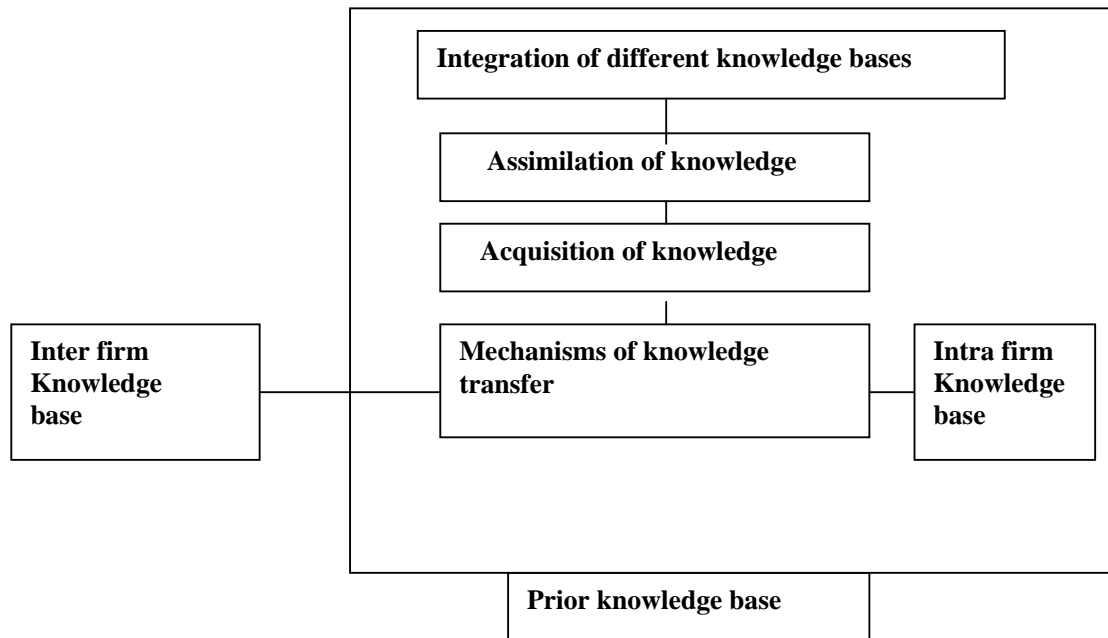 Integration of different knowledge bases
Assimilation of knowledge
Acquisition of knowledge
Inter firm
Knowledge
base
Mechanisms of knowledge
transfer
Intra firm
Knowledge
base
Prior knowledge base